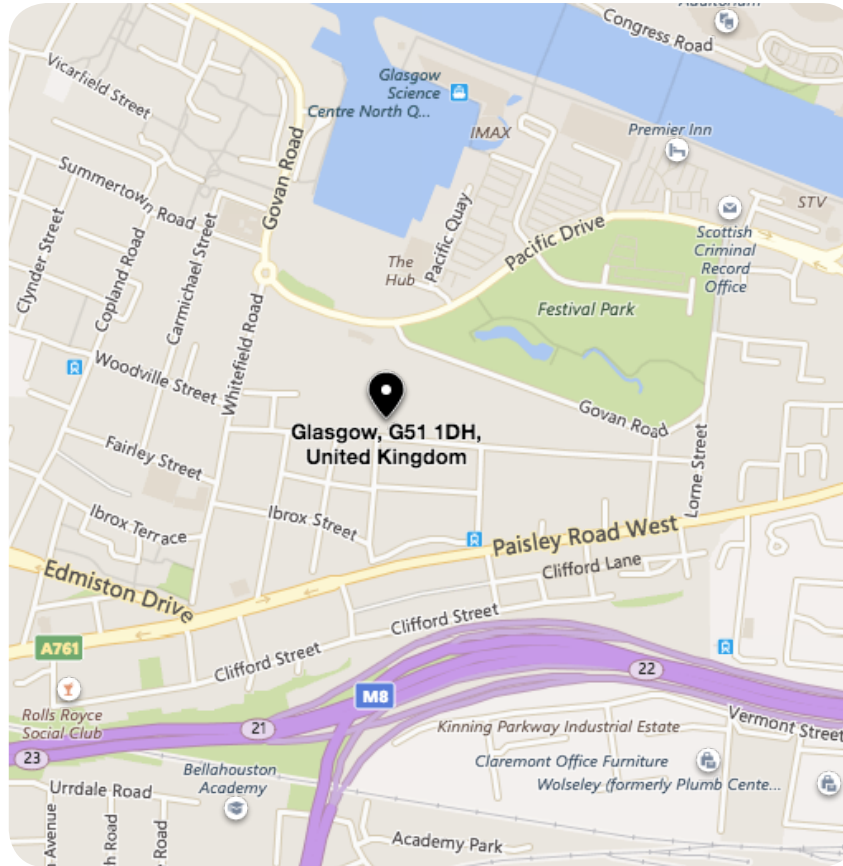 Auditorium
Congress Road
Vicarfield Street
Glasgow
Science
Centre North Q...
IMAX
Premier Inn
Summertown Road
Govan Road
Clynder Street
Copland Road
Carmichael Street
Pacific Quay
STV
Scottish
Criminal
Record
Office
The
Hub
Pacific Drive
Festival Park
Whitefield Road
Woodville Street
Glasgow, G51 1DH,
United Kingdom
Govan Road
Fairley Street
Lorne Street
Ibrox Terrace
Ibrox Street
Paisley Road West
Edmiston Drive
Clifford Lane
Clifford Street
A761
Clifford Street
22
M8
Rolls Royce
Social Club
21
Kinning Parkway Industrial Estate
Vermont Street
23
Claremont Office Furniture
Bellahouston
Academy
Wolseley (formerly Plumb Cente...
Urrdale Road
Avenue
Road
Road
Academy Park